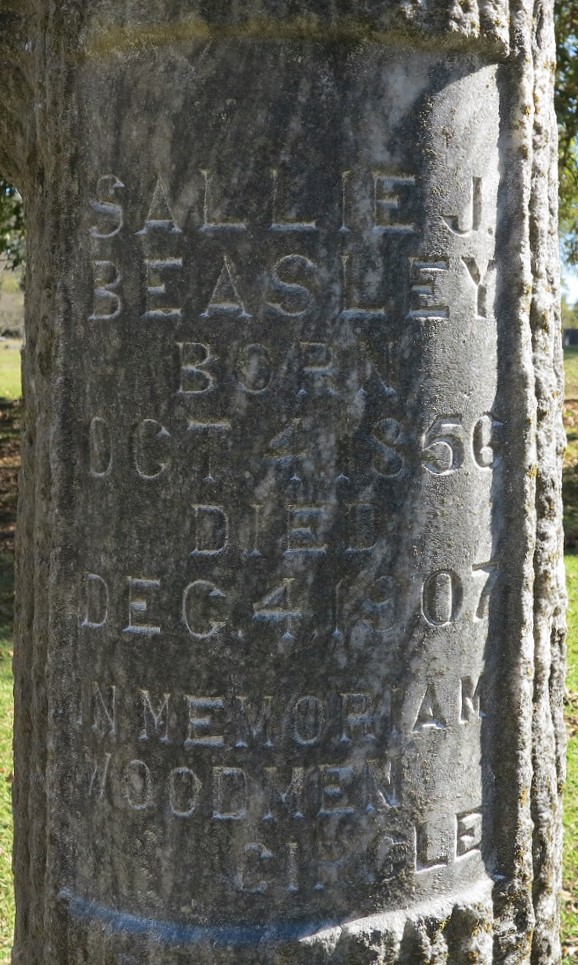 SALLIE J.
BEASLEY
BORN
OCT. 4. 1856
DIED
DEC. 4. 1907
IN MEMORIAM
WOODMEN
CIRCLE